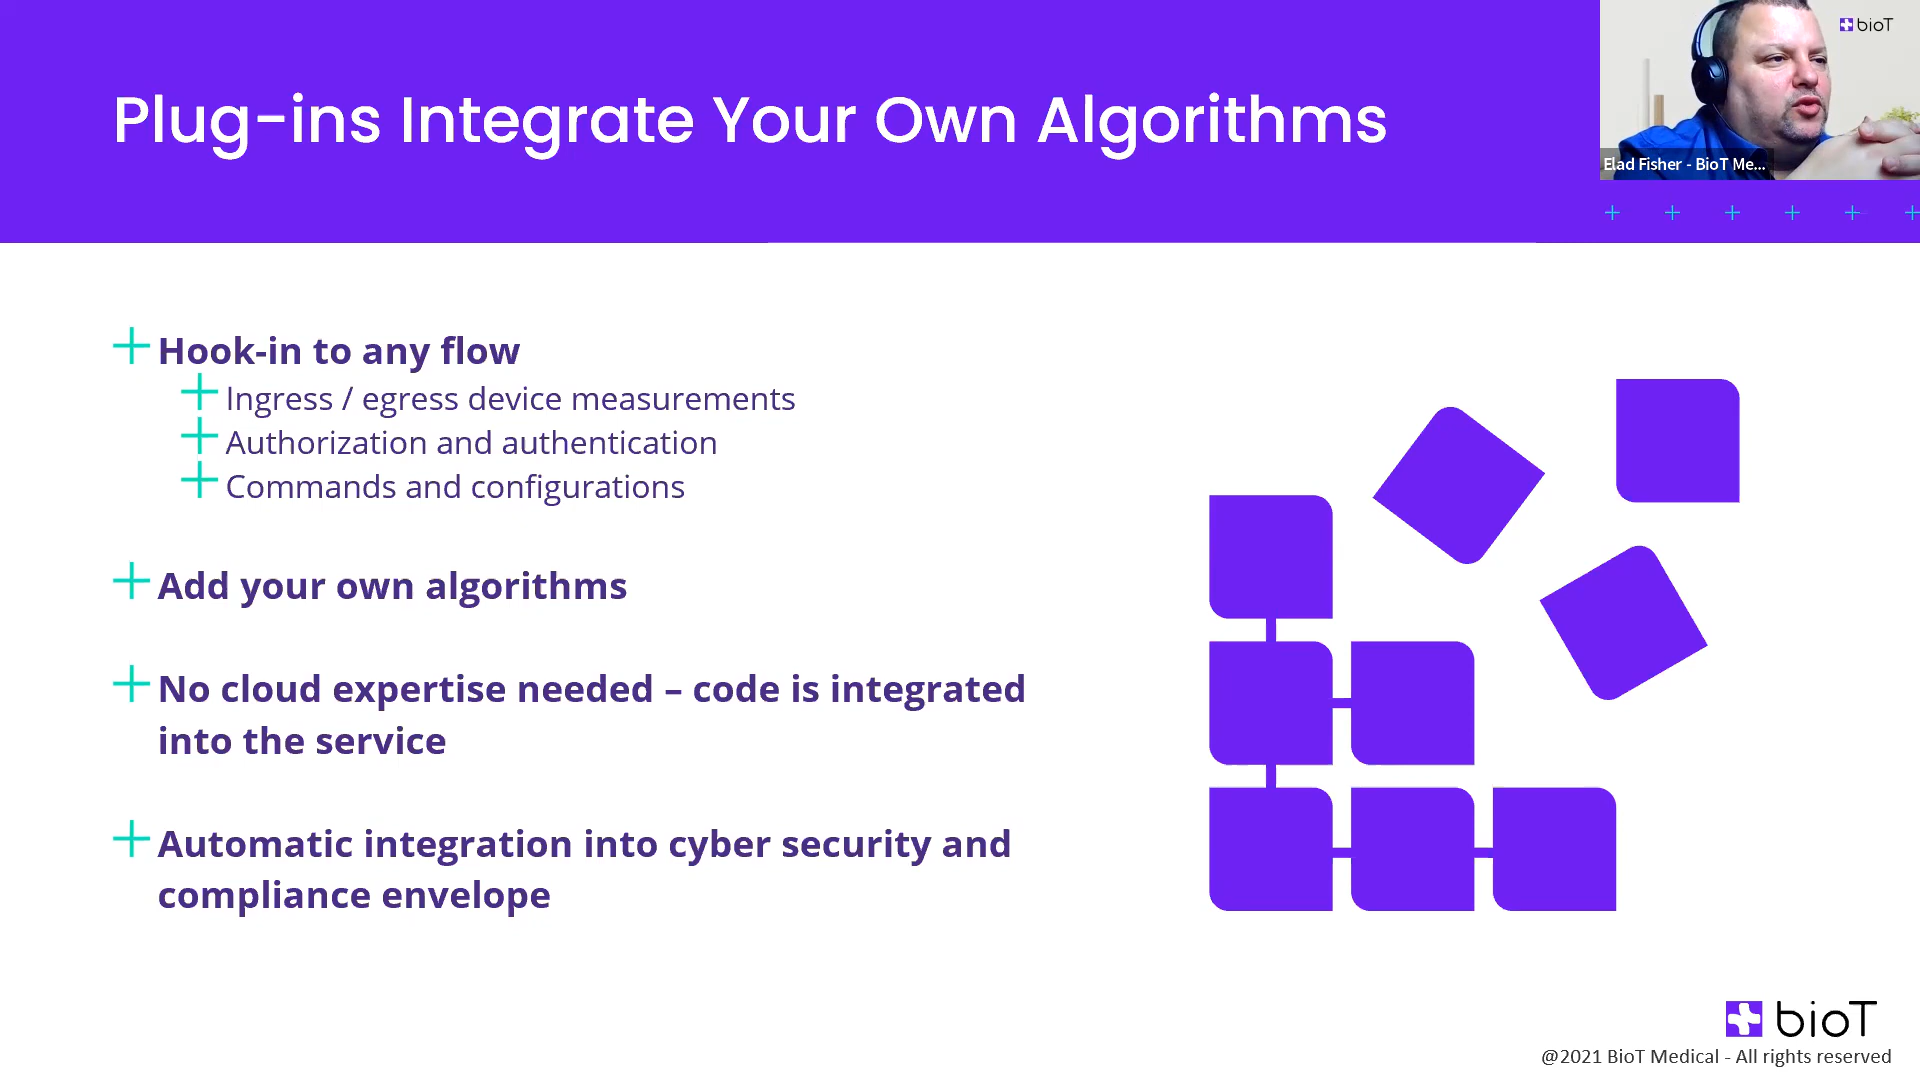 Plug-ins Integrate Your Own Algorithms
bioT
Elad Fisher - BioT Me...
Hook-in to any flow
Ingress / egress device measurements
Authorization and authentication
Commands and configurations
Add your own algorithms
No cloud expertise needed – code is integrated
into the service
Automatic integration into cyber security and
compliance envelope
bioT
@2021 BioT Medical - All rights reserved